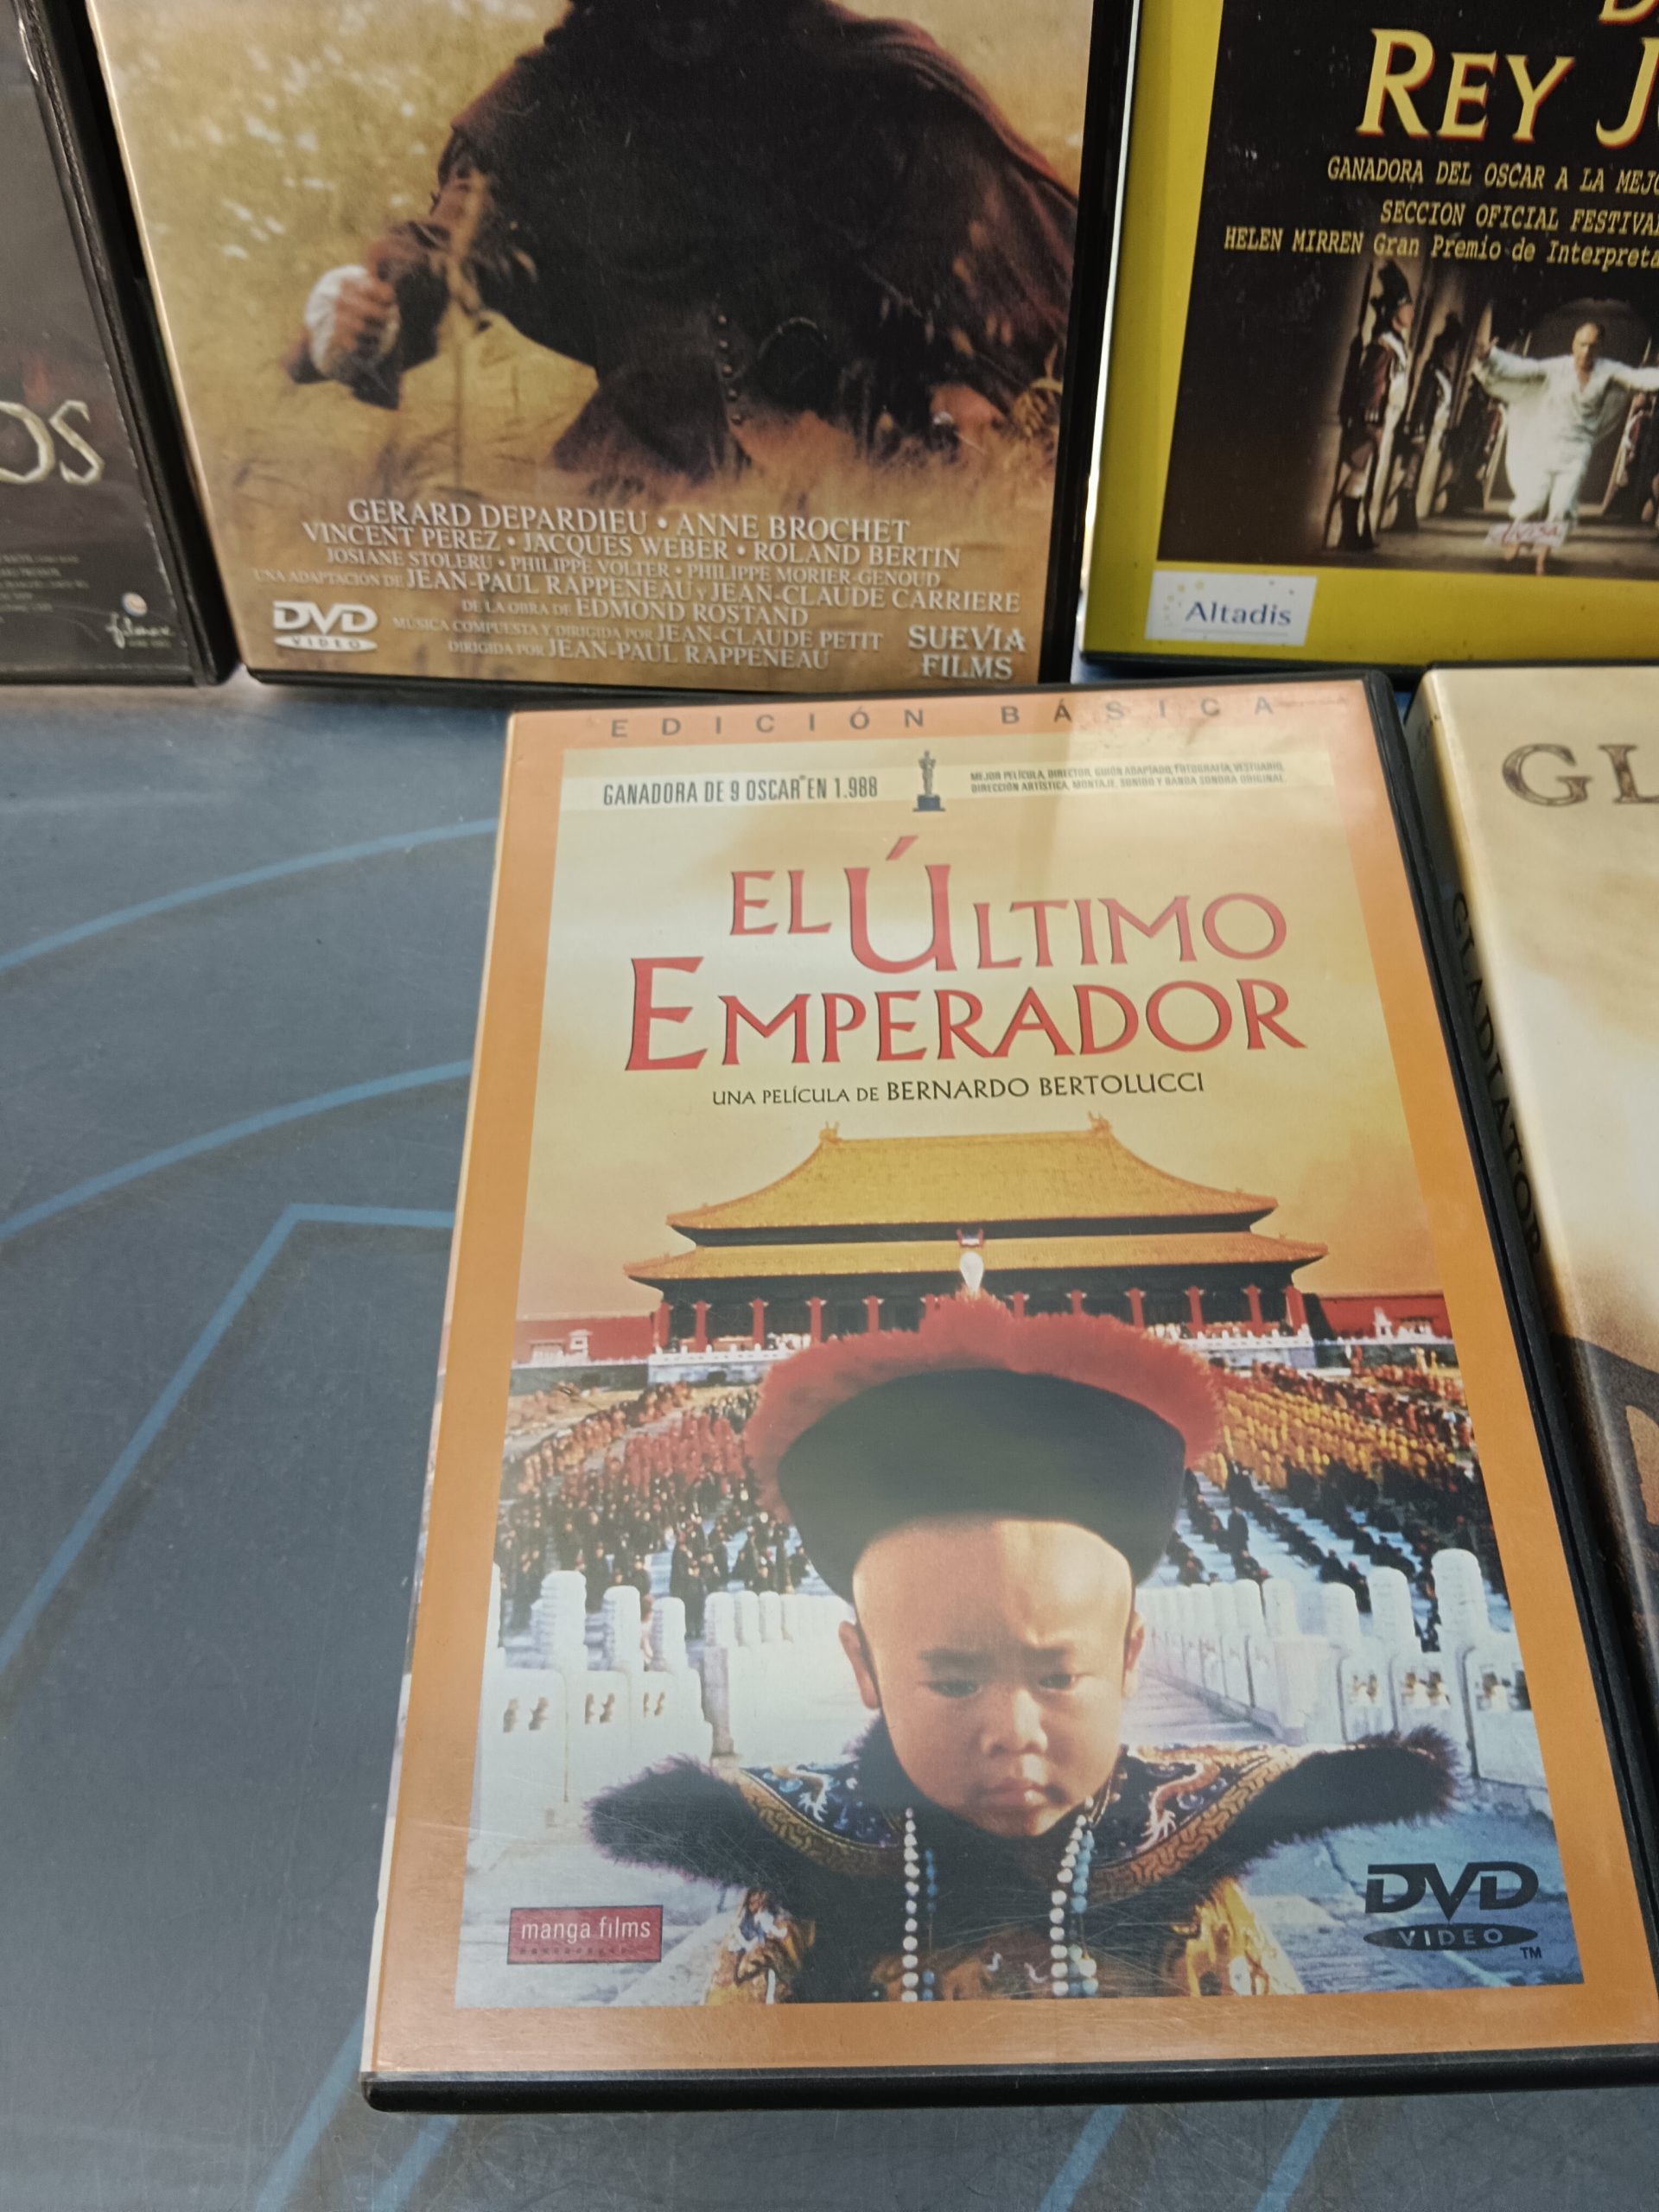 REY
GANADORA DEL OSCAR A LA
SECCION OFICIAL
HELEN MIRREN Gran Premio de
Altadis
GERARD DEPARDIEU • ANNE BROCHET
VINCENT PEREZ • JACQUES WEBER • ROLAND BERTIN
JOSIANE STOLERU • PHILIPPE VOLTER • PHILIPPE MORIER-GENOUD
UNA ADAPTACION DE JEAN-PAUL RAPPENEAU Y JEAN-CLAUDE CARRIERE
DE LA OBRA DE EDMOND ROSTAND
MUSICA COMPUESTA Y DIRIGIDA POR JEAN-CLAUDE PETIT
DIRIGIDA POR JEAN-PAUL RAPPENEAU
DVD
VIDEO
SUEVIA
FILMS
filmax
EDICIÓN BÁSICA
GANADORA DE 9 OSCAR EN 1.988
MEJOR PELÍCULA, DIRECTOR, GUIÓN ADAPTADO, FOTOGRAFÍA, VESTUARIO,
DIRECCIÓN ARTÍSTICA, MONTAJE, SONIDO Y BANDA SONORA ORIGINAL
EL ÚLTIMO
EMPERADOR
UNA PELÍCULA DE BERNARDO BERTOLUCCI
manga films
DVD
VIDEO
TM
GLADIATOR